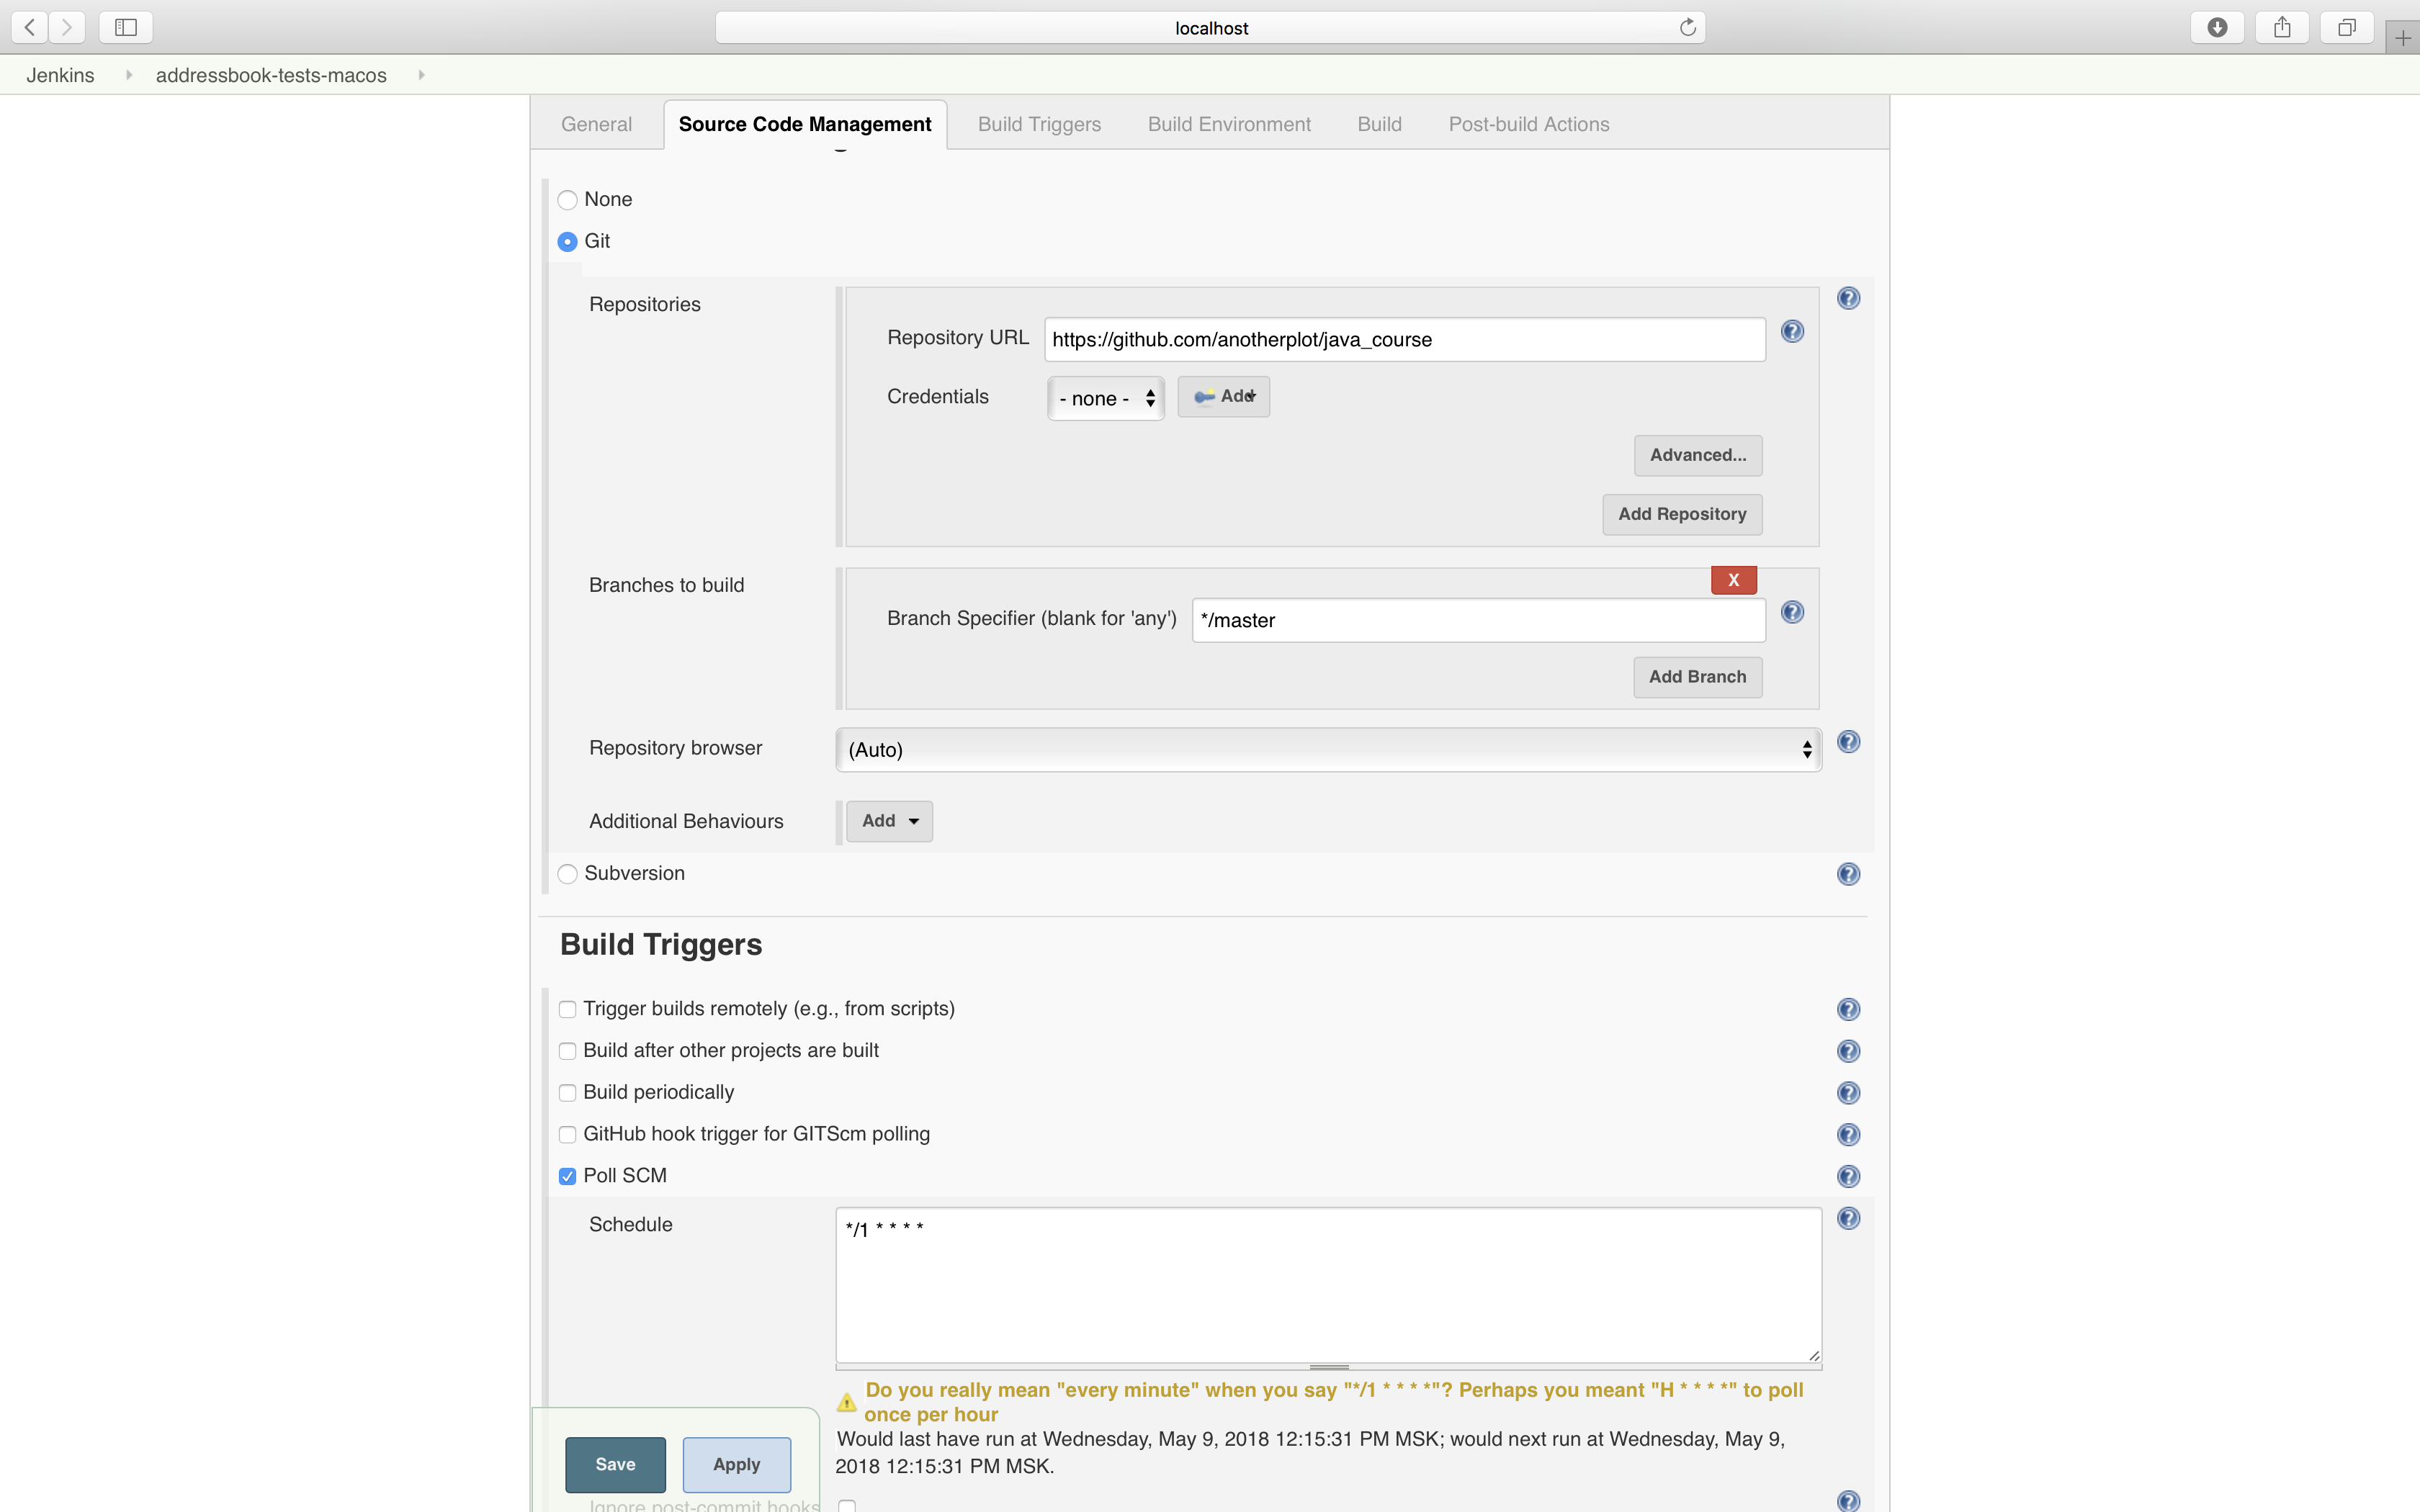 localhost
Jenkins addressbook-tests-macos
General Source Code Management Build Triggers Build Environment Build Post-build Actions
None
Git
Repositories
Repository URL https://github.com/anotherplot/java_course
Credentials - none - Add
Advanced...
Add Repository
Branches to build
X
Branch Specifier (blank for 'any') */master
Add Branch
Repository browser (Auto)
Additional Behaviours Add
Subversion
Build Triggers
Trigger builds remotely (e.g., from scripts)
Build after other projects are built
Build periodically
GitHub hook trigger for GITScm polling
Poll SCM
Schedule */1 * * * *
Do you really mean "every minute" when you say "*/1 * * * *"? Perhaps you meant "H * * * *" to poll
once per hour
Would last have run at Wednesday, May 9, 2018 12:15:31 PM MSK; would next run at Wednesday, May 9,
2018 12:15:31 PM MSK.
Save Apply
Ignore post-commit hooks